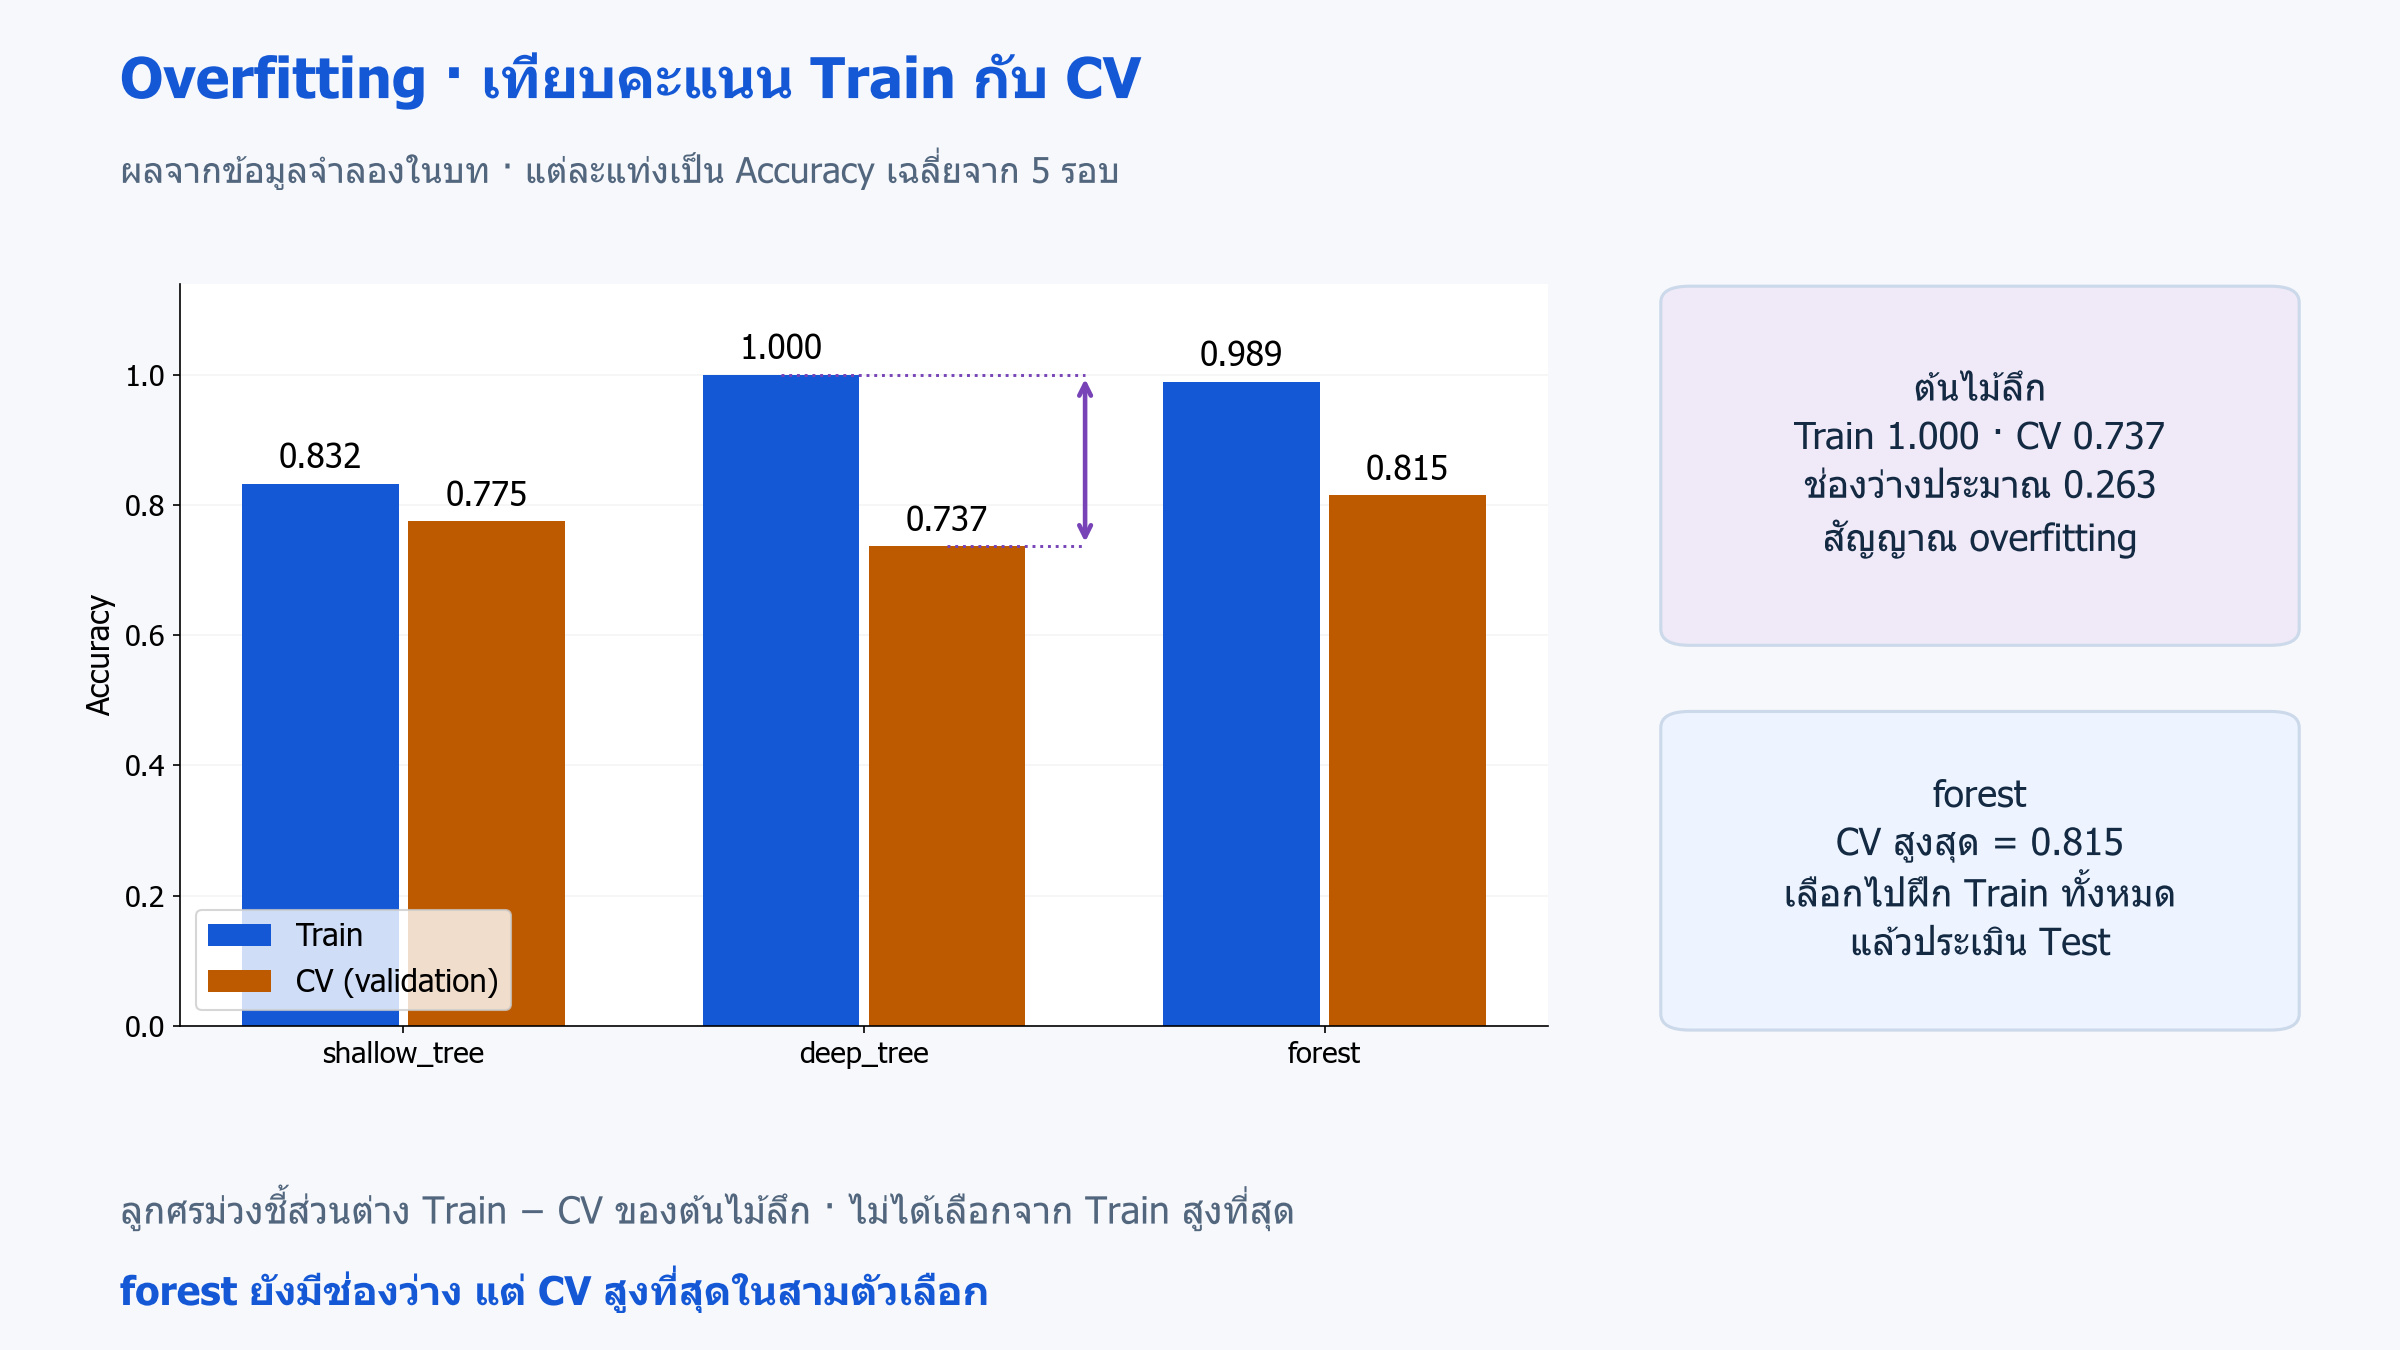 Overfitting · เทียบคะแนน Train กับ CV
ผลจากข้อมูลจำลองในบท · แต่ละแท่งเป็น Accuracy เฉลี่ยจาก 5 รอบ
Accuracy
1.0
0.8
0.6
0.4
0.2
0.0
0.832
0.775
1.000
0.737
0.989
0.815
Train
CV (validation)
shallow_tree
deep_tree
forest
ต้นไม้ลึก
Train 1.000 · CV 0.737
ช่องว่างประมาณ 0.263
สัญญาณ overfitting
forest
CV สูงสุด = 0.815
เลือกไปฝึก Train ทั้งหมด
แล้วประเมิน Test
ลูกศรม่วงชี้ส่วนต่าง Train − CV ของต้นไม้ลึก · ไม่ได้เลือกจาก Train สูงที่สุด
forest ยังมีช่องว่าง แต่ CV สูงที่สุดในสามตัวเลือก